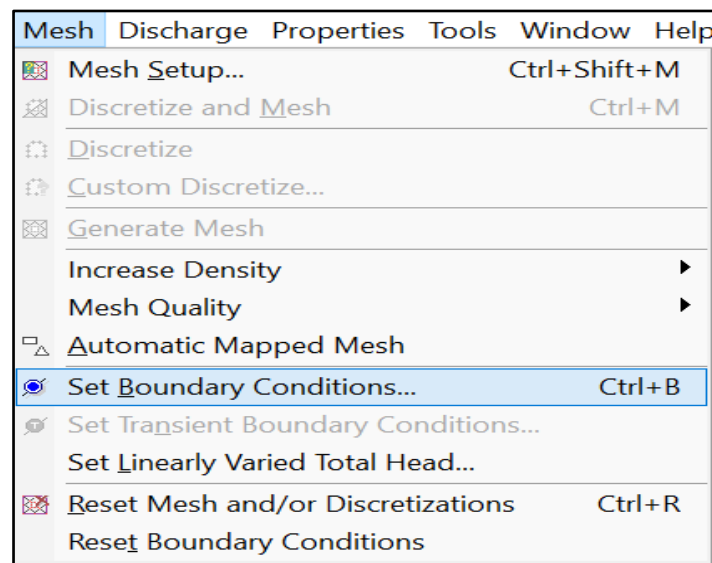 Mesh Discharge Properties Tools Window Help
Mesh Setup... Ctrl+Shift+M
Discretize and Mesh Ctrl+M
Discretize
Custom Discretize...
Generate Mesh
Increase Density
Mesh Quality
Automatic Mapped Mesh
Set Boundary Conditions... Ctrl+B
Set Transient Boundary Conditions...
Set Linearly Varied Total Head...
Reset Mesh and/or Discretizations Ctrl+R
Reset Boundary Conditions